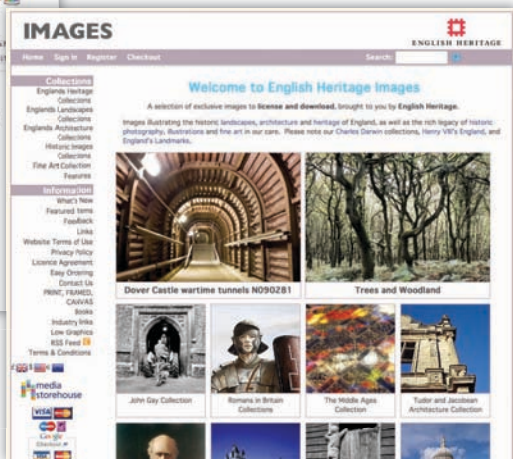 IMAGES
ENGLISH HERITAGE
Home Sign in Register Checkout
Search:
Collections
Englands Heritage
Collections
Englands Landscapes
Collections
Englands Architecture
Collections
Historic Images
Collections
Fine Art Collection
Features
Information
What's New
Featured Items
Feedback
Links
Website Terms of Use
Privacy Policy
Licence Agreement
Easy Ordering
Contact Us
PRINT, FRAMED,
CANVAS
Books
Industry links
Low Graphics
RSS Feed
Terms & Conditions
media
storehouse
VISA
Google
Checkout
Welcome to English Heritage Images
A selection of exclusive images to license and download, brought to you by English Heritage.
Images illustrating the historic landscapes, architecture and heritage of England, as well as the rich legacy of historic
photography, illustrations and fine art in our care. Please note our Charles Darwin collections, Henry VIII's England, and
England's Landmarks.
Dover Castle wartime tunnels N090281
Trees and Woodland
John Gay Collection
Romans in Britain
Collections
The Middle Ages
Collection
Tudor and Jacobean
Architecture Collection